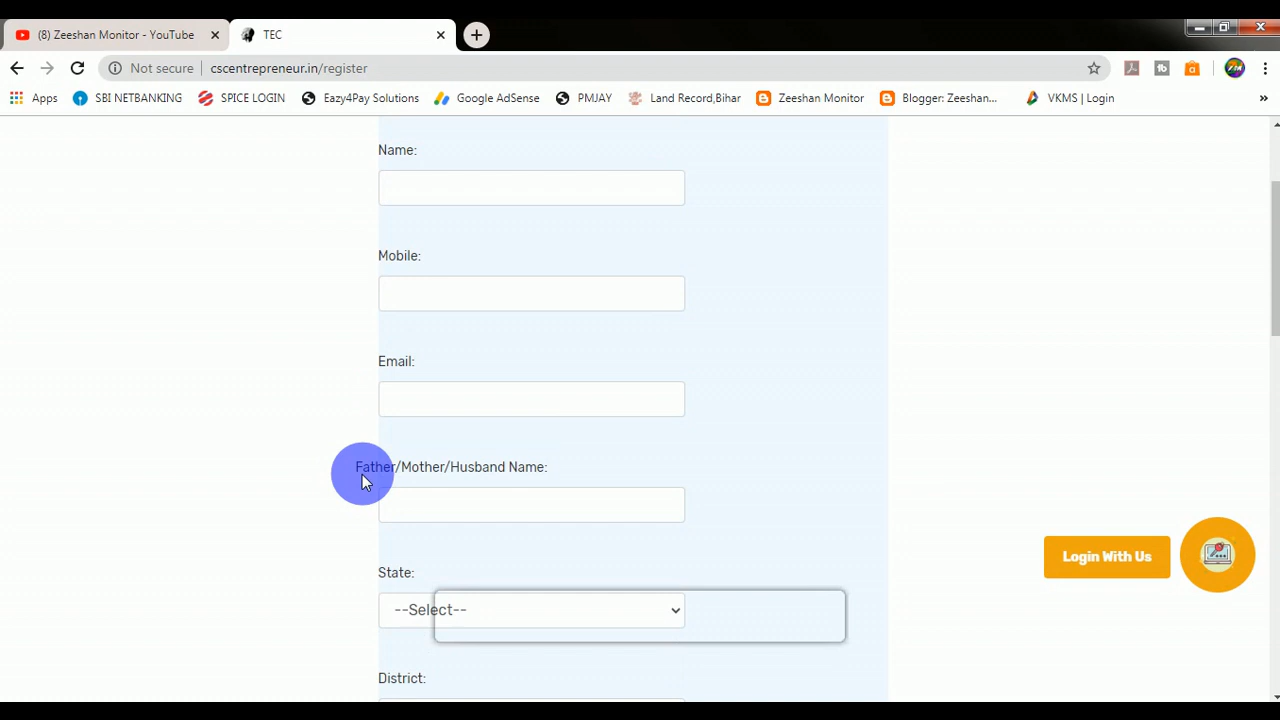 (8) Zeeshan Monitor - YouTube
TEC
Not secure
cscentrepreneur.in/register
Apps
SBI NETBANKING
SPICE LOGIN
Eazy4Pay Solutions
Google AdSense
PMJAY
Land Record,Bihar
Zeeshan Monitor
Blogger: Zeeshan...
VKMS | Login
»
Name:
Mobile:
Email:
Father/Mother/Husband Name:
State:
--Select--
District:
Login With Us